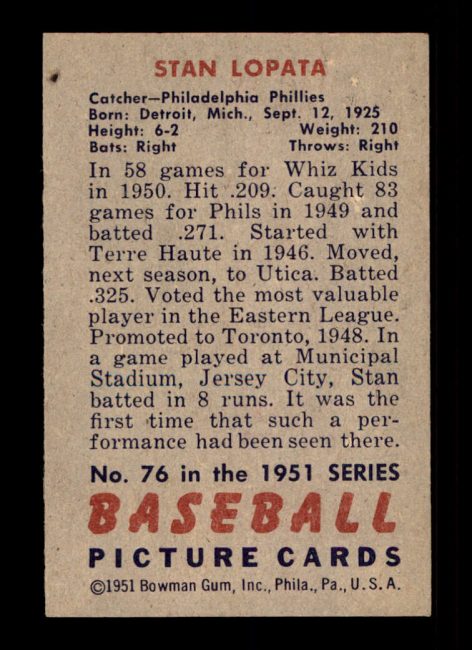 STAN LOPATA
Catcher—Philadelphia Phillies
Born: Detroit, Mich., Sept. 12, 1925
Height: 6-2 Weight: 210
Bats: Right Throws: Right
In 58 games for Whiz Kids
in 1950. Hit .209. Caught 83
games for Phils in 1949 and
batted .271. Started with
Terre Haute in 1946. Moved,
next season, to Utica. Batted
.325. Voted the most valuable
player in the Eastern League.
Promoted to Toronto, 1948. In
a game played at Municipal
Stadium, Jersey City, Stan
batted in 8 runs. It was the
first time that such a per-
formance had been seen there.
No. 76 in the 1951 SERIES
BASEBALL
PICTURE CARDS
©1951 Bowman Gum, Inc., Phila., Pa., U.S.A.